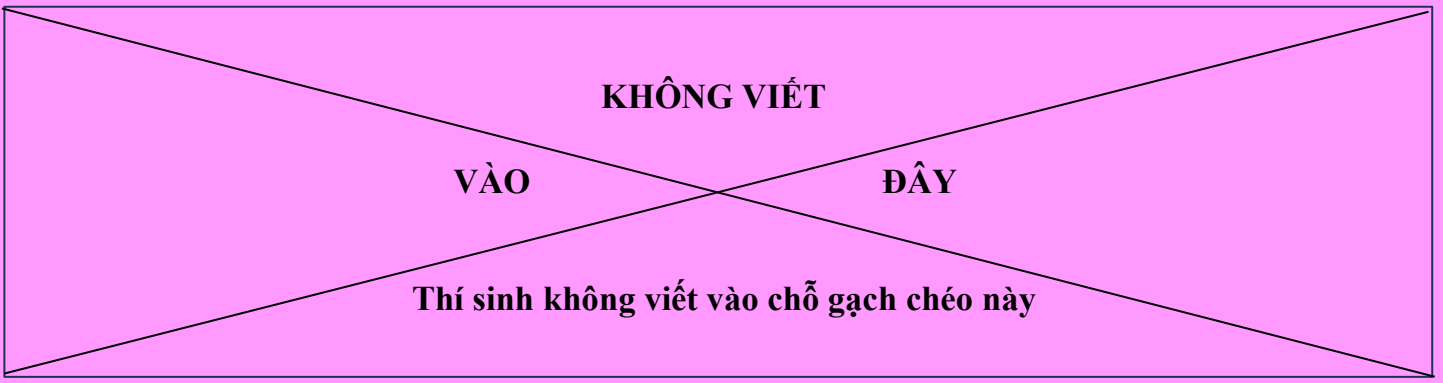 KHÔNG VIẾT
VÀO ĐÂY
Thí sinh không viết vào chỗ gạch chéo này